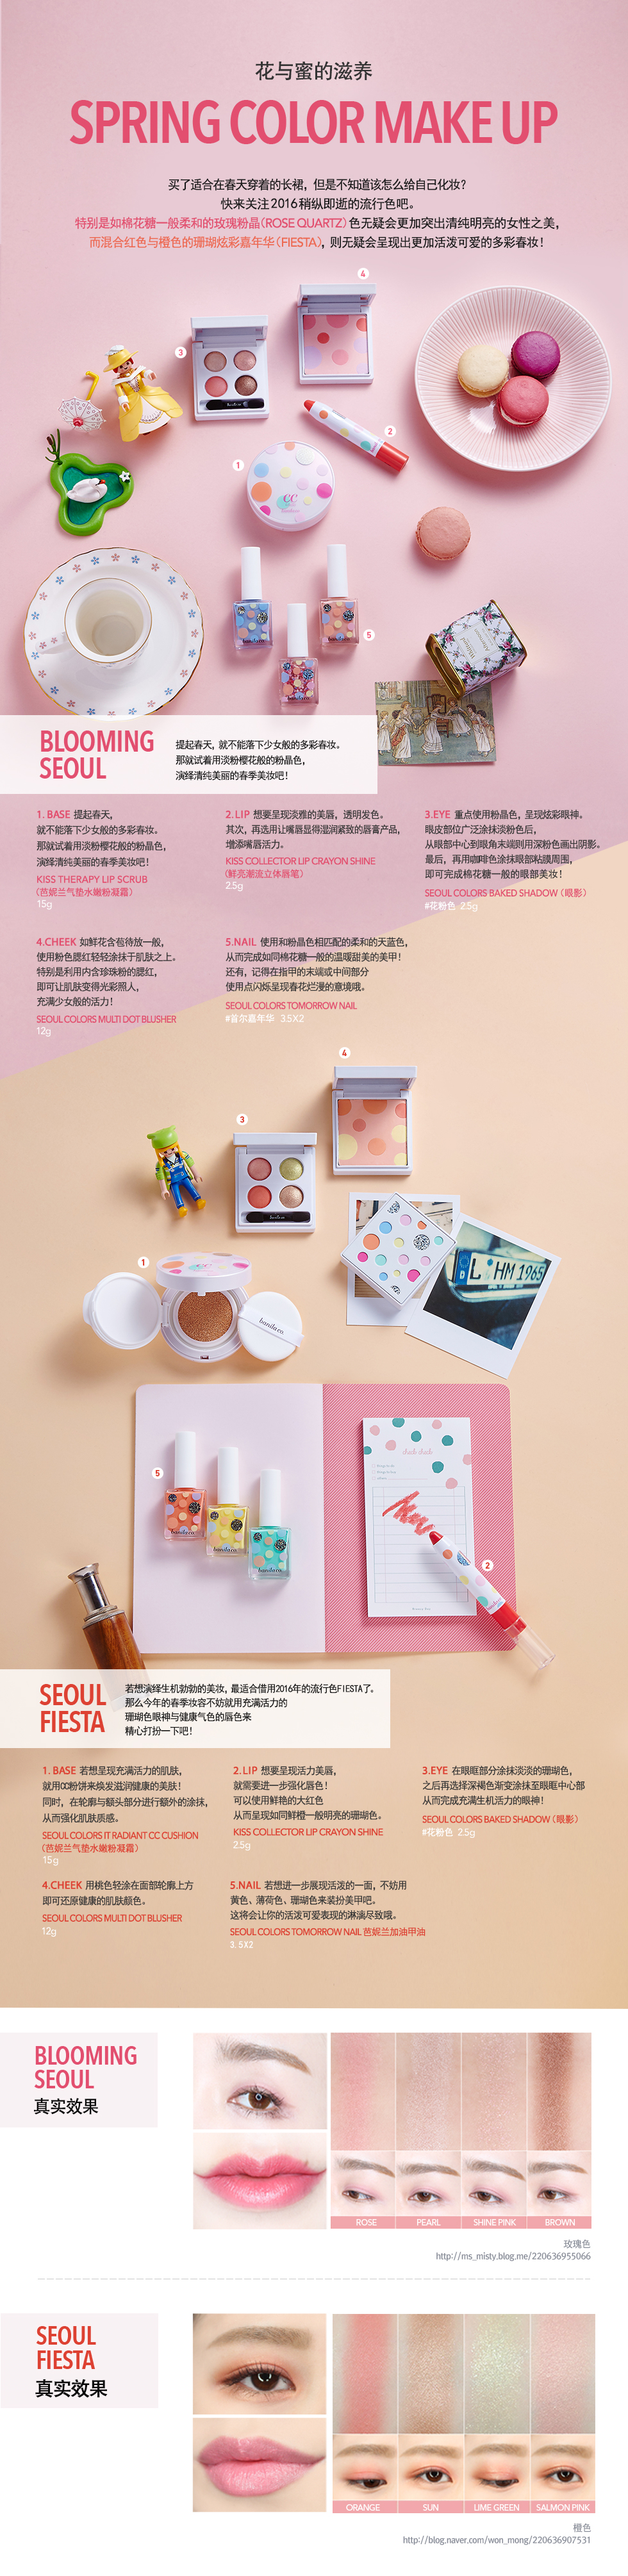 花与蜜的滋养
SPRING COLOR MAKE UP
买了适合在春天穿着的长裙，但是不知道该怎么给自己化妆？
快来关注2016稍纵即逝的流行色吧。
特别是如棉花糖一般柔和的玫瑰粉晶（ROSE QUARTZ）色无疑会更加突出清纯明亮的女性之美，
而混合红色与橙色的珊瑚炫彩嘉年华（FIESTA），则无疑会呈现出更加活泼可爱的多彩春妆！
4
3
2
1
CC
5
banila co.
BLOOMING
SEOUL
提起春天，就不能落下少女般的多彩春妆。
那就试着用淡粉樱花般的粉晶色，
演绎清纯美丽的春季美妆吧！
1. BASE 提起春天，
就不能落下少女般的多彩春妆。
那就试着用淡粉樱花般的粉晶色，
演绎清纯美丽的春季美妆吧！
KISS THERAPY LIP SCRUB
（芭妮兰气垫水嫩粉凝霜）
15g
2. LIP 想要呈现淡雅的美唇，透明发色。
其次，再选用让嘴唇显得湿润紧致的唇膏产品，
增添嘴唇活力。
KISS COLLECTOR LIP CRAYON SHINE
（鲜亮潮流立体唇笔）
2.5g
3.EYE 重点使用粉晶色，呈现炫彩眼神。
眼皮部位广泛涂抹淡粉色后，
从眼部中心到眼角末端则用深粉色画出阴影。
最后，再用咖啡色涂抹眼部粘膜周围，
即可完成棉花糖一般的眼部美妆！
SEOUL COLORS BAKED SHADOW（眼影）
#花粉色 2.5g
4.CHEEK 如鲜花含苞待放一般，
使用粉色腮红轻轻涂抹于肌肤之上。
特别是利用内含珍珠粉的腮红，
即可让肌肤变得光彩照人，
充满少女般的活力！
SEOUL COLORS MULTI DOT BLUSHER
12g
5.NAIL 使用和粉晶色相匹配的柔和的天蓝色，
从而完成如同棉花糖一般的温暖甜美的美甲！
还有，记得在指甲的末端或中间部分
使用点闪烁呈现春花烂漫的意境哦。
SEOUL COLORS TOMORROW NAIL
#首尔嘉年华 3.5X2
4
3
1
banila co.
L HM 1965
5
2
SEOUL
FIESTA
若想演绎生机勃勃的美妆，最适合借用2016年的流行色FIESTA了。
那么今年的春季妆容不妨就用充满活力的
珊瑚色眼神与健康气色的唇色来
精心打扮一下吧！
1. BASE 若想呈现充满活力的肌肤，
就用CC粉饼来焕发滋润健康的美肤！
同时，在轮廓与额头部分进行额外的涂抹，
从而强化肌肤质感。
SEOUL COLORS IT RADIANT CC CUSHION
（芭妮兰气垫水嫩粉凝霜）
15g
2. LIP 想要呈现活力美唇，
就需要进一步强化唇色！
可以使用鲜艳的大红色
从而呈现如同鲜橙一般明亮的珊瑚色。
KISS COLLECTOR LIP CRAYON SHINE
2.5g
3.EYE 在眼眶部分涂抹淡淡的珊瑚色，
之后再选择深褐色渐变涂抹至眼眶中心部
从而完成充满生机活力的眼神！
SEOUL COLORS BAKED SHADOW（眼影）
#花粉色 2.5g
4.CHEEK 用桃色轻涂在面部轮廓上方
即可还原健康的肌肤颜色。
SEOUL COLORS MULTI DOT BLUSHER
12g
5.NAIL 若想进一步展现活泼的一面，不妨用
黄色、薄荷色、珊瑚色来装扮美甲吧。
这将会让你的活泼可爱表现的淋漓尽致哦。
SEOUL COLORS TOMORROW NAIL 芭妮兰加油甲油
3.5X2
BLOOMING
SEOUL
真实效果
ROSE
PEARL
SHINE PINK
BROWN
玫瑰色
http://ms_misty.blog.me/220636955066
SEOUL
FIESTA
真实效果
ORANGE
SUN
LIME GREEN
SALMON PINK
橙色
http://blog.naver.com/won_mong/220636907531